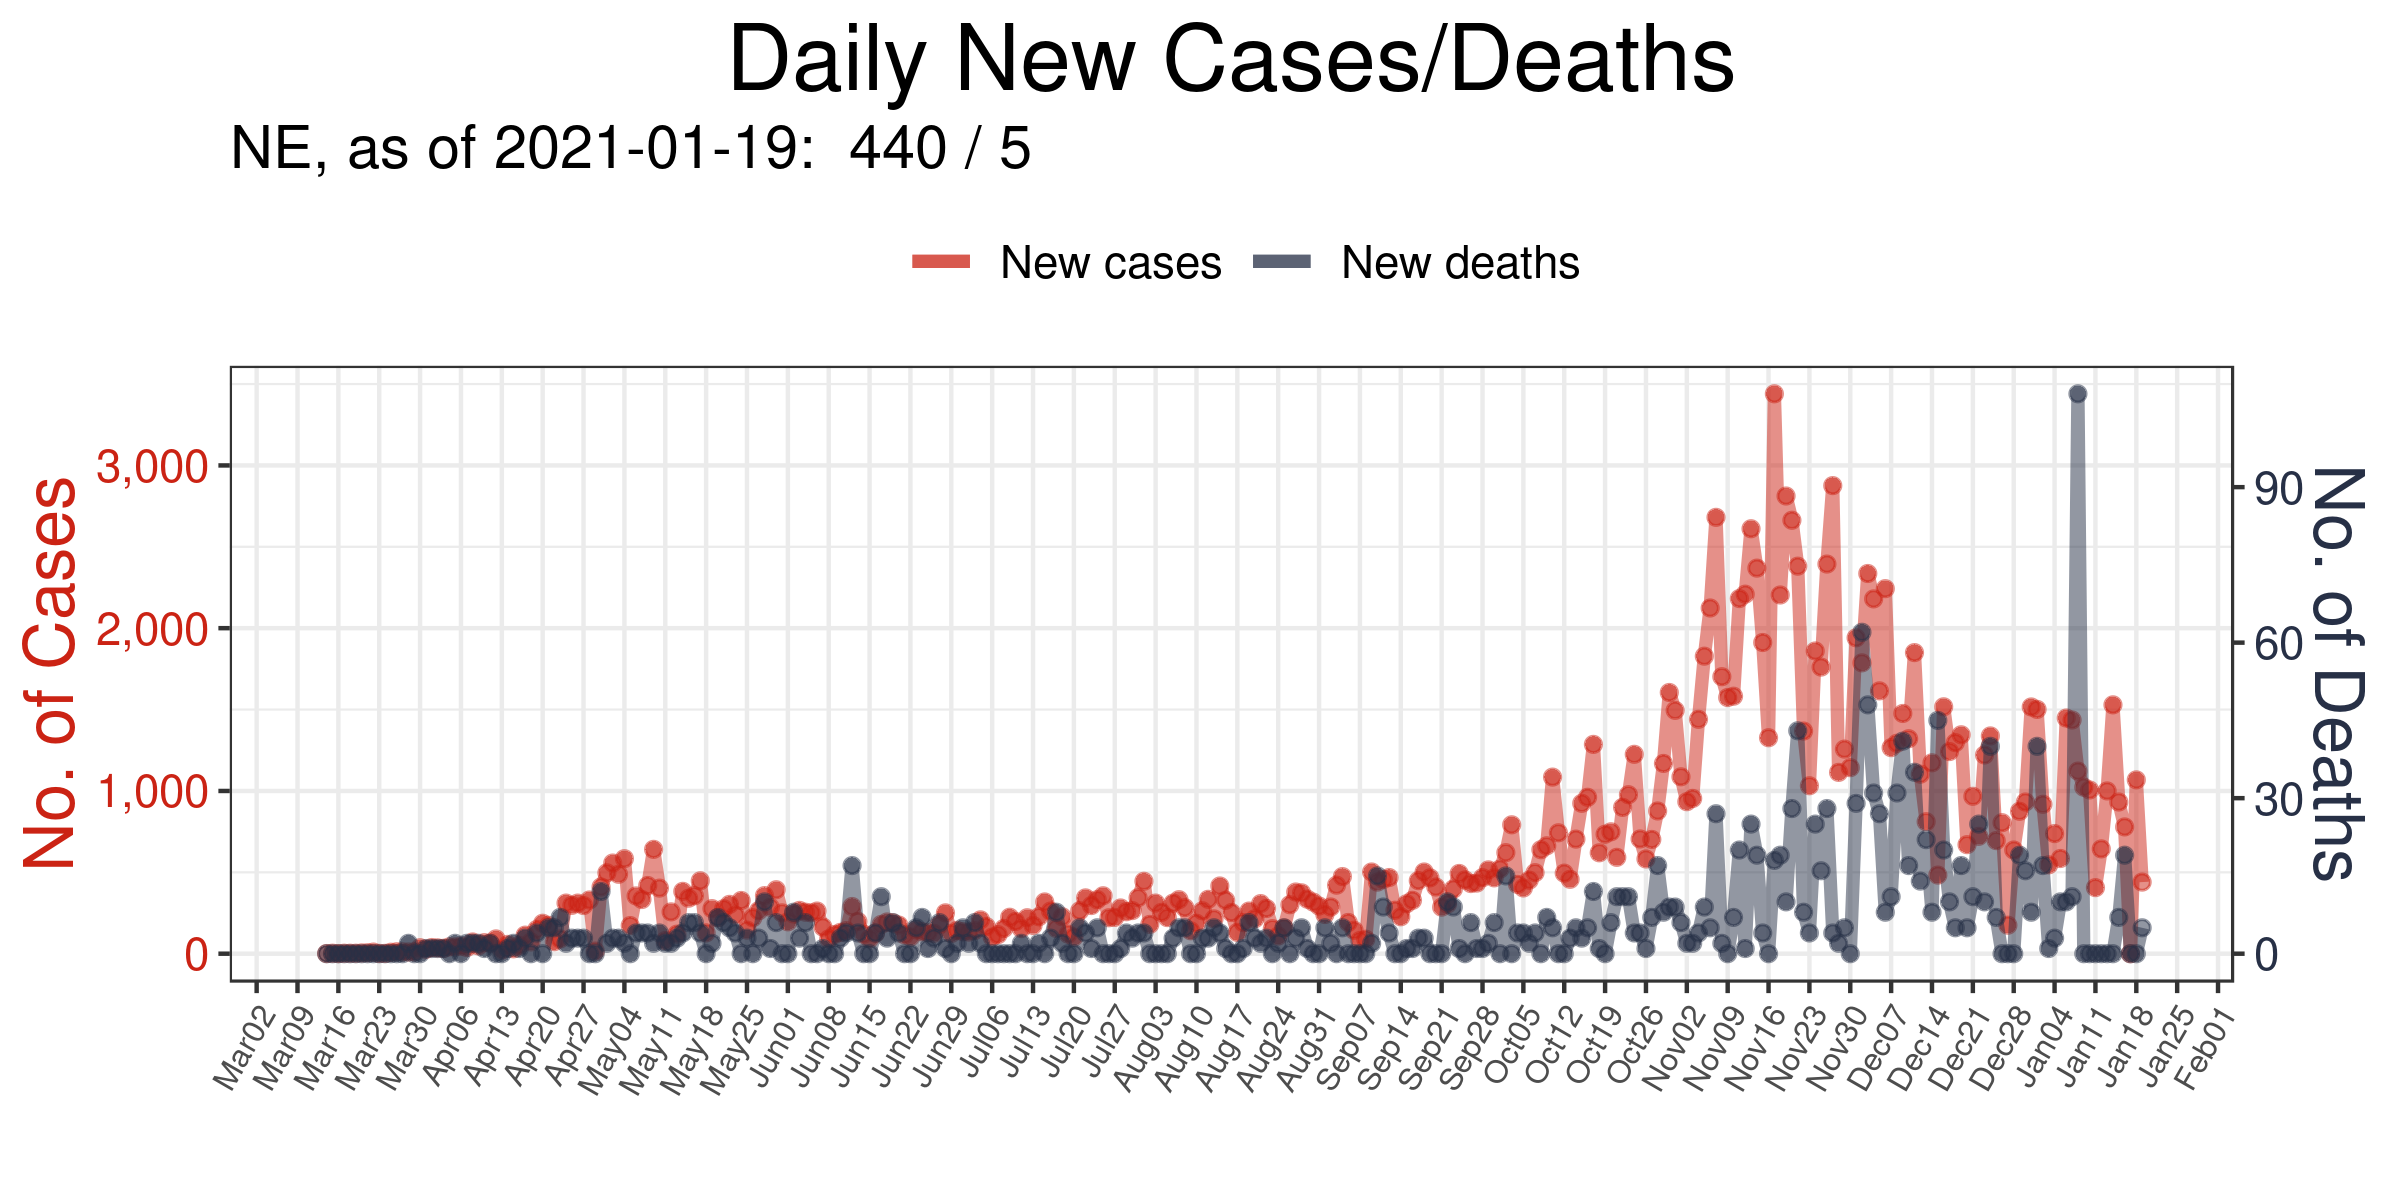 Daily New Cases/Deaths
NE, as of 2021-01-19:  440 / 5
New cases
New deaths
No. of Cases
3,000
2,000
1,000
0
90
60
30
0
No. of Deaths
Mar02
Mar09
Mar16
Mar23
Mar30
Apr06
Apr13
Apr20
Apr27
May04
May11
May18
May25
Jun01
Jun08
Jun15
Jun22
Jun29
Jul06
Jul13
Jul20
Jul27
Aug03
Aug10
Aug17
Aug24
Aug31
Sep07
Sep14
Sep21
Sep28
Oct05
Oct12
Oct19
Oct26
Nov02
Nov09
Nov16
Nov23
Nov30
Dec07
Dec14
Dec21
Dec28
Jan04
Jan11
Jan18
Jan25
Feb01